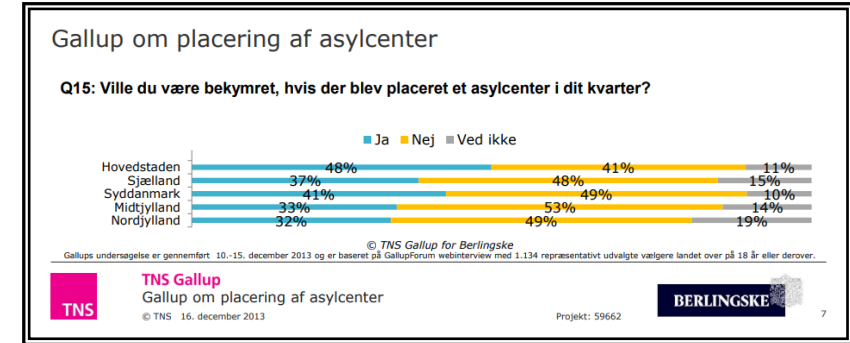 Gallup om placering af asylcenter
Q15: Ville du være bekymret, hvis der blev placeret et asylcenter i dit kvarter?
Ja Nej Ved ikke
Hovedstaden 48% 41% 11%
Sjælland 37% 48% 15%
Syddanmark 41% 49% 10%
Midtjylland 33% 53% 14%
Nordjylland 32% 49% 19%
© TNS Gallup for Berlingske
Gallups undersøgelse er gennemført 10.-15. december 2013 og er baseret på GallupForum webinterview med 1.134 repræsentativt udvalgte vælgere landet over på 18 år eller derover.
TNS
TNS Gallup
Gallup om placering af asylcenter
© TNS 16. december 2013
Projekt: 59662
BERLINGSKE
7